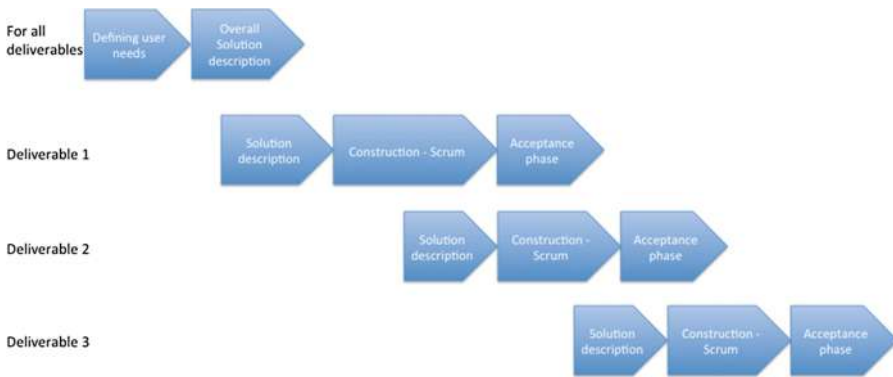 For all
deliverables
Defining user
needs
Overall
Solution
description
Deliverable 1
Solution
description
Construction - Scrum
Acceptance
phase
Deliverable 2
Solution
description
Construction -
Scrum
Acceptance
phase
Deliverable 3
Solution
description
Construction -
Scrum
Acceptance
phase